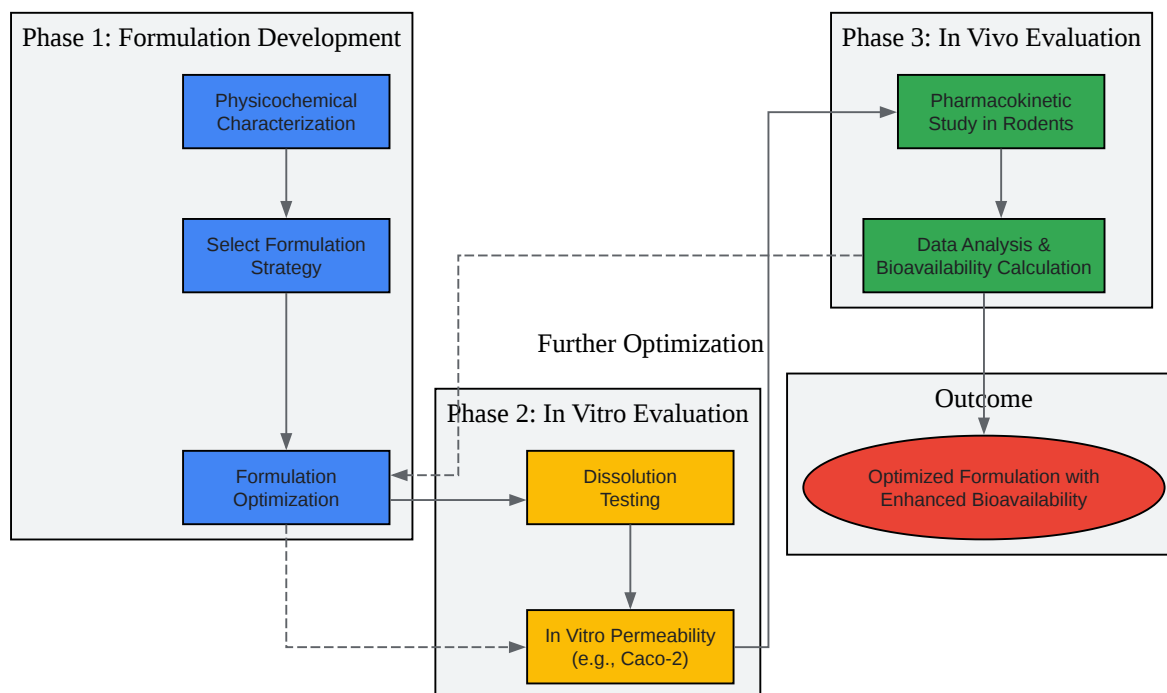 Phase 1: Formulation Development
Physicochemical
Characterization
Select Formulation
Strategy
Formulation
Optimization
Phase 2: In Vitro Evaluation
Dissolution
Testing
In Vitro Permeability
(e.g., Caco-2)
Further Optimization
Phase 3: In Vivo Evaluation
Pharmacokinetic
Study in Rodents
Data Analysis &
Bioavailability Calculation
Outcome
Optimized Formulation with
Enhanced Bioavailability